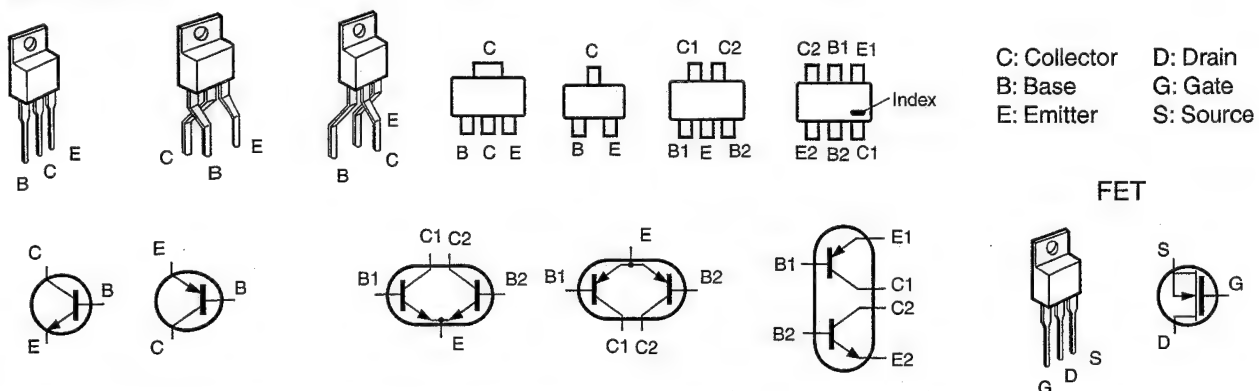 C
C
C1 C2
C2 B1 E1
C: Collector D: Drain
B: Base G: Gate
E: Emitter S: Source
Index
B C E
C B E
B E C
B C E
B E
B1 E B2
E2 B2 C1
FET
C
B
E
E
B
C
C1 C2
B1 B2
E
E
B1 B2
C1 C2
E1
B1
C1
C2
B2
E2
G D S
S
G
D